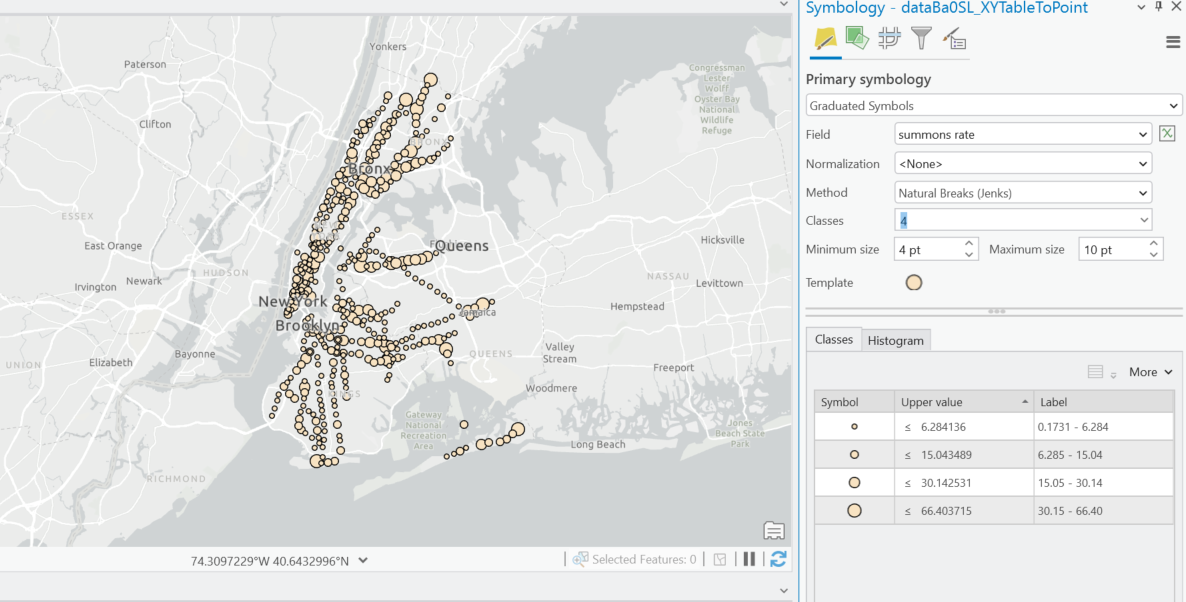 Symbology - dataBa0SL_XYTableToPoint
Primary symbology
Graduated Symbols
Field
summons rate
Normalization
<None>
Method
Natural Breaks (Jenks)
Classes
4
Minimum size
4 pt
Maximum size
10 pt
Template
Classes
Histogram
More
Symbol
Upper value
Label
≤ 6.284136
0.1731 - 6.284
≤ 15.043489
6.285 - 15.04
≤ 30.142531
15.05 - 30.14
≤ 66.403715
30.15 - 66.40
Yonkers
Paterson
Congressman
Lester
Wolff
Oyster Bay
National
Wildlife
Refuge
Clifton
BRONX
Bronx
ESSEX
East Orange
Queens
Hicksville
HUDSON
NASSAU
Irvington
Newark
Levittown
New York
Hempstead
Jamaica
Brooklyn
Bayonne
QUEENS
Valley
Stream
UNION
Elizabeth
Freeport
Woodmere
KINGS
Gateway
National
Recreation
Area
Jones
Beach State
Park
Long Beach
RICHMOND
74.3097229°W 40.6432996°N
Selected Features: 0